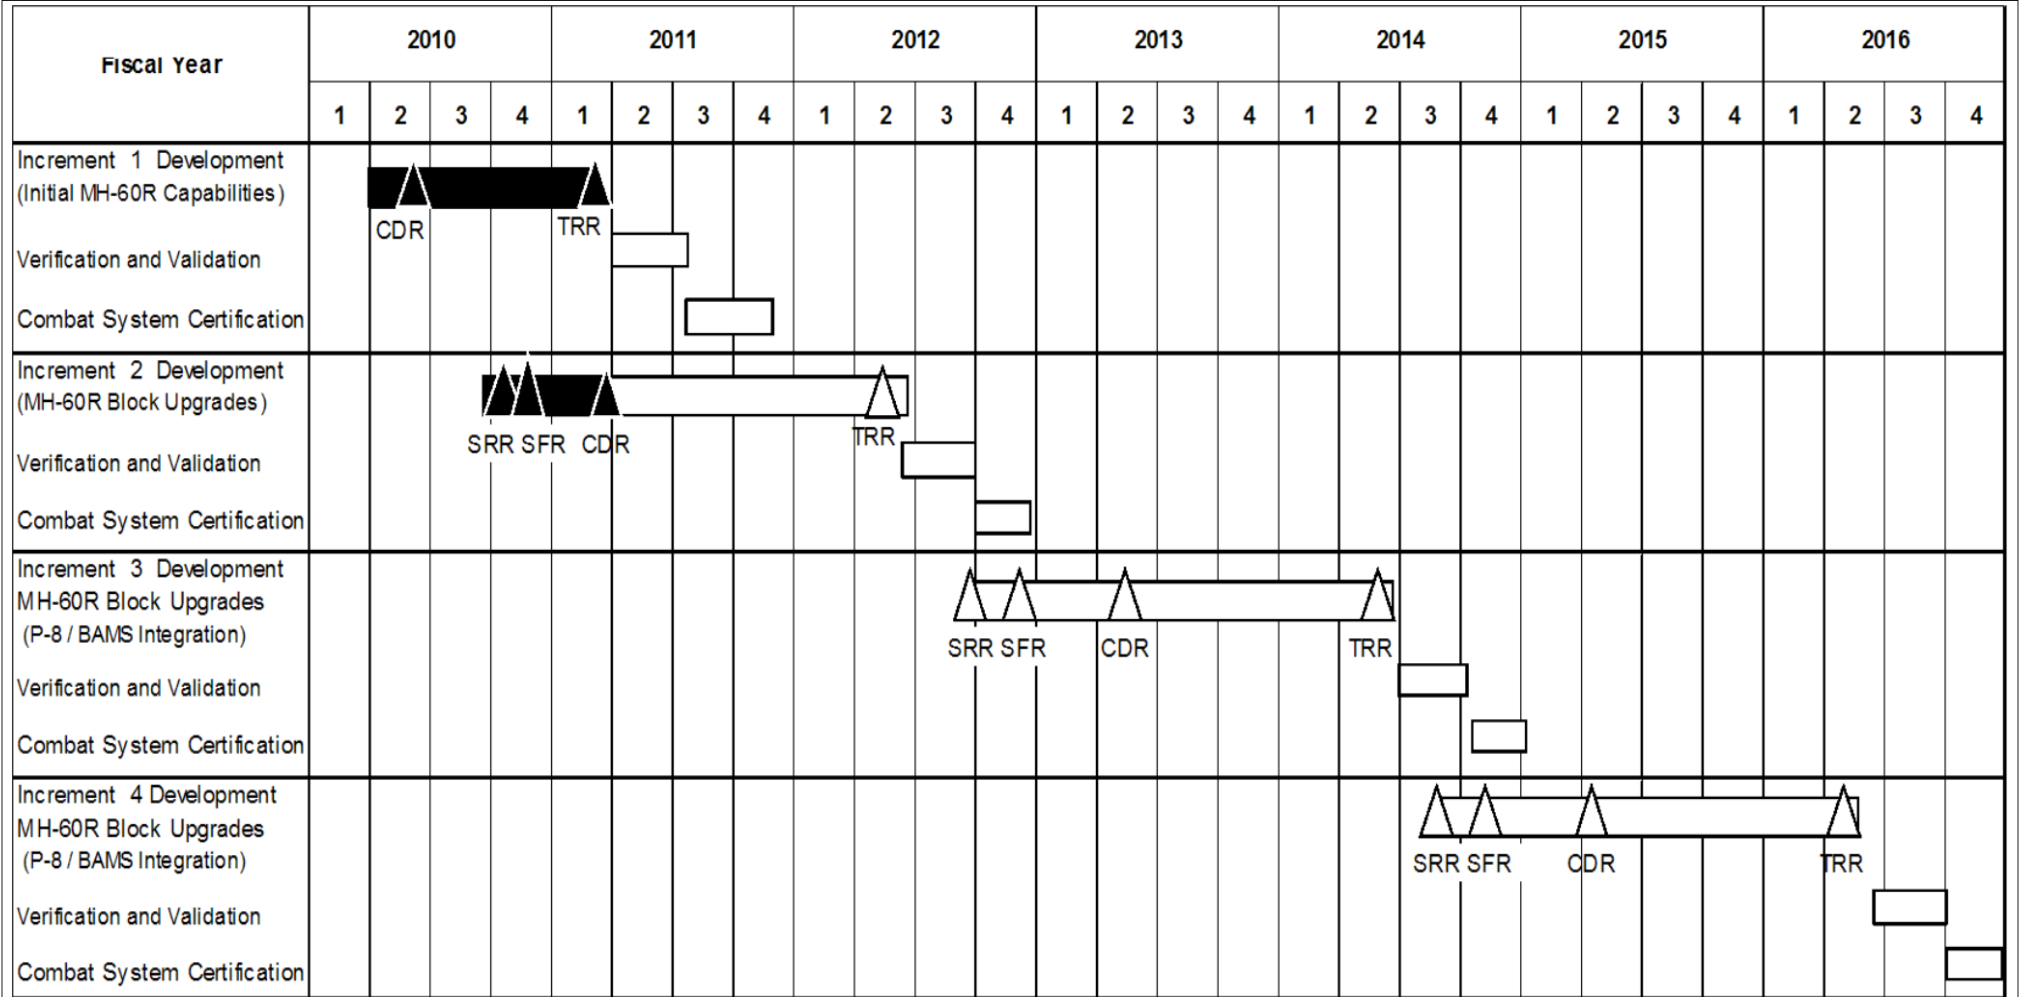 2010 2011 2012 2013 2014 2015 2016
Fiscal Year
1 2 3 4 1 2 3 4 1 2 3 4 1 2 3 4 1 2 3 4 1 2 3 4 1 2 3 4
Increment 1 Development
(Initial MH-60R Capabilities)
CDR TRR
Verification and Validation
Combat System Certification
Increment 2 Development
(MH-60R Block Upgrades)
SRR SFR CDR TRR
Verification and Validation
Combat System Certification
Increment 3 Development
MH-60R Block Upgrades
(P-8 / BAMS Integration)
SRR SFR CDR TRR
Verification and Validation
Combat System Certification
Increment 4 Development
MH-60R Block Upgrades
(P-8 / BAMS Integration)
SRR SFR CDR TRR
Verification and Validation
Combat System Certification